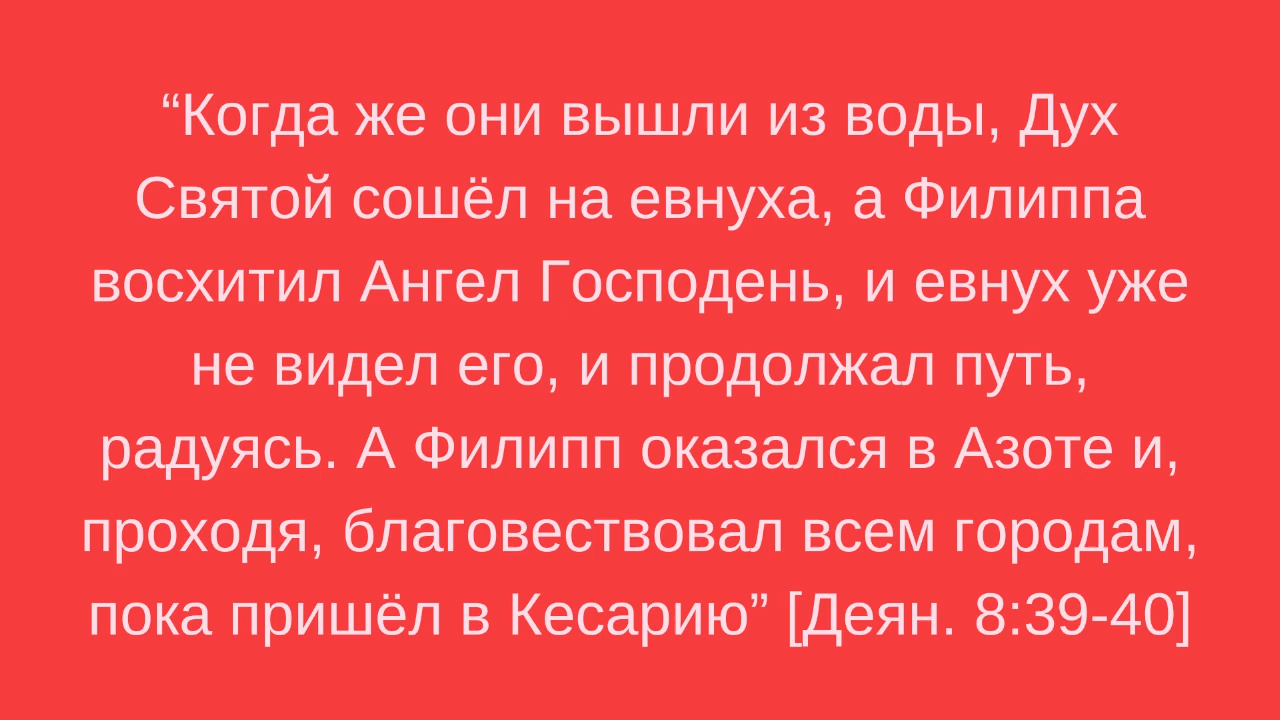 “Когда же они вышли из воды, Дух
Святой сошёл на евнуха, а Филиппа
восхитил Ангел Господень, и евнух уже
не видел его, и продолжал путь,
радуясь. А Филипп оказался в Азоте и,
проходя, благовествовал всем городам,
пока пришёл в Кесарию” [Деян. 8:39-40]